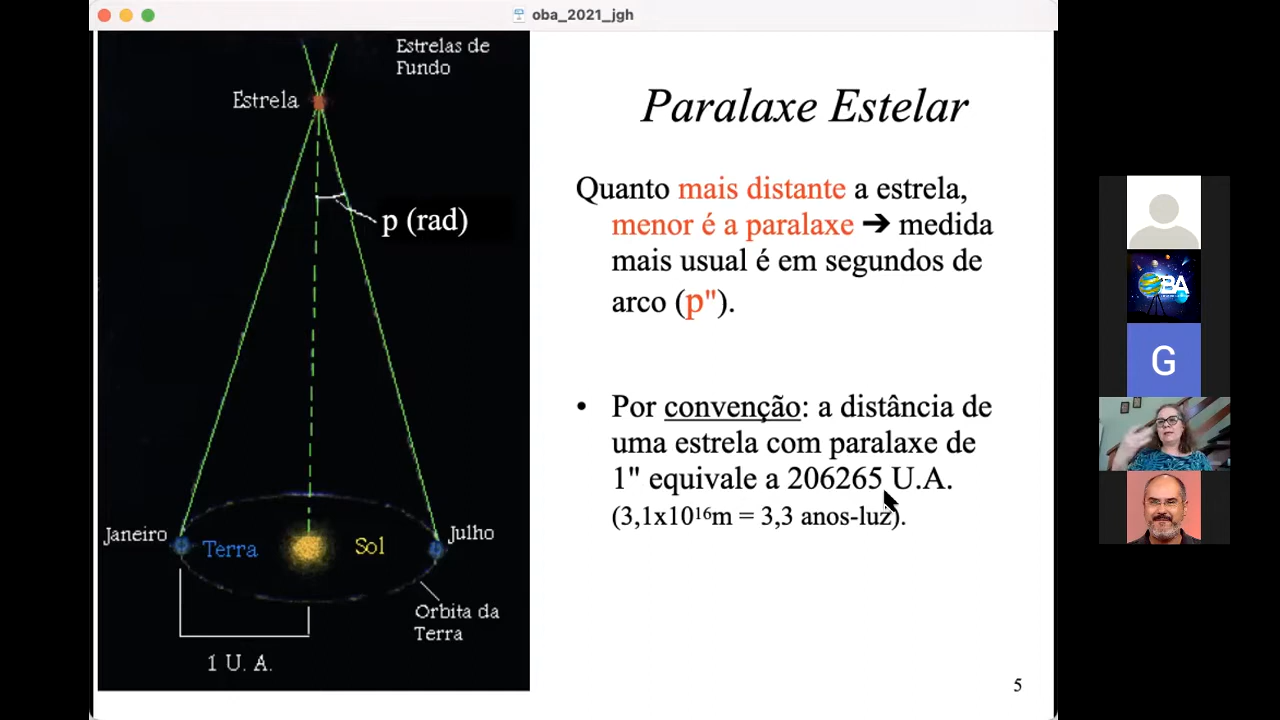 oba_2021_jgh
Estrelas de
Fundo
Estrela
p (rad)
Janeiro
Terra
Sol
Julho
Orbita da
Terra
1 U. A.
Paralaxe Estelar
Quanto mais distante a estrela,
menor é a paralaxe ➔ medida
mais usual é em segundos de
arco (p").
• Por convenção: a distância de
uma estrela com paralaxe de
1" equivale a 206265 U.A.
(3,1x10¹⁶m = 3,3 anos-luz).
5
OBA
G